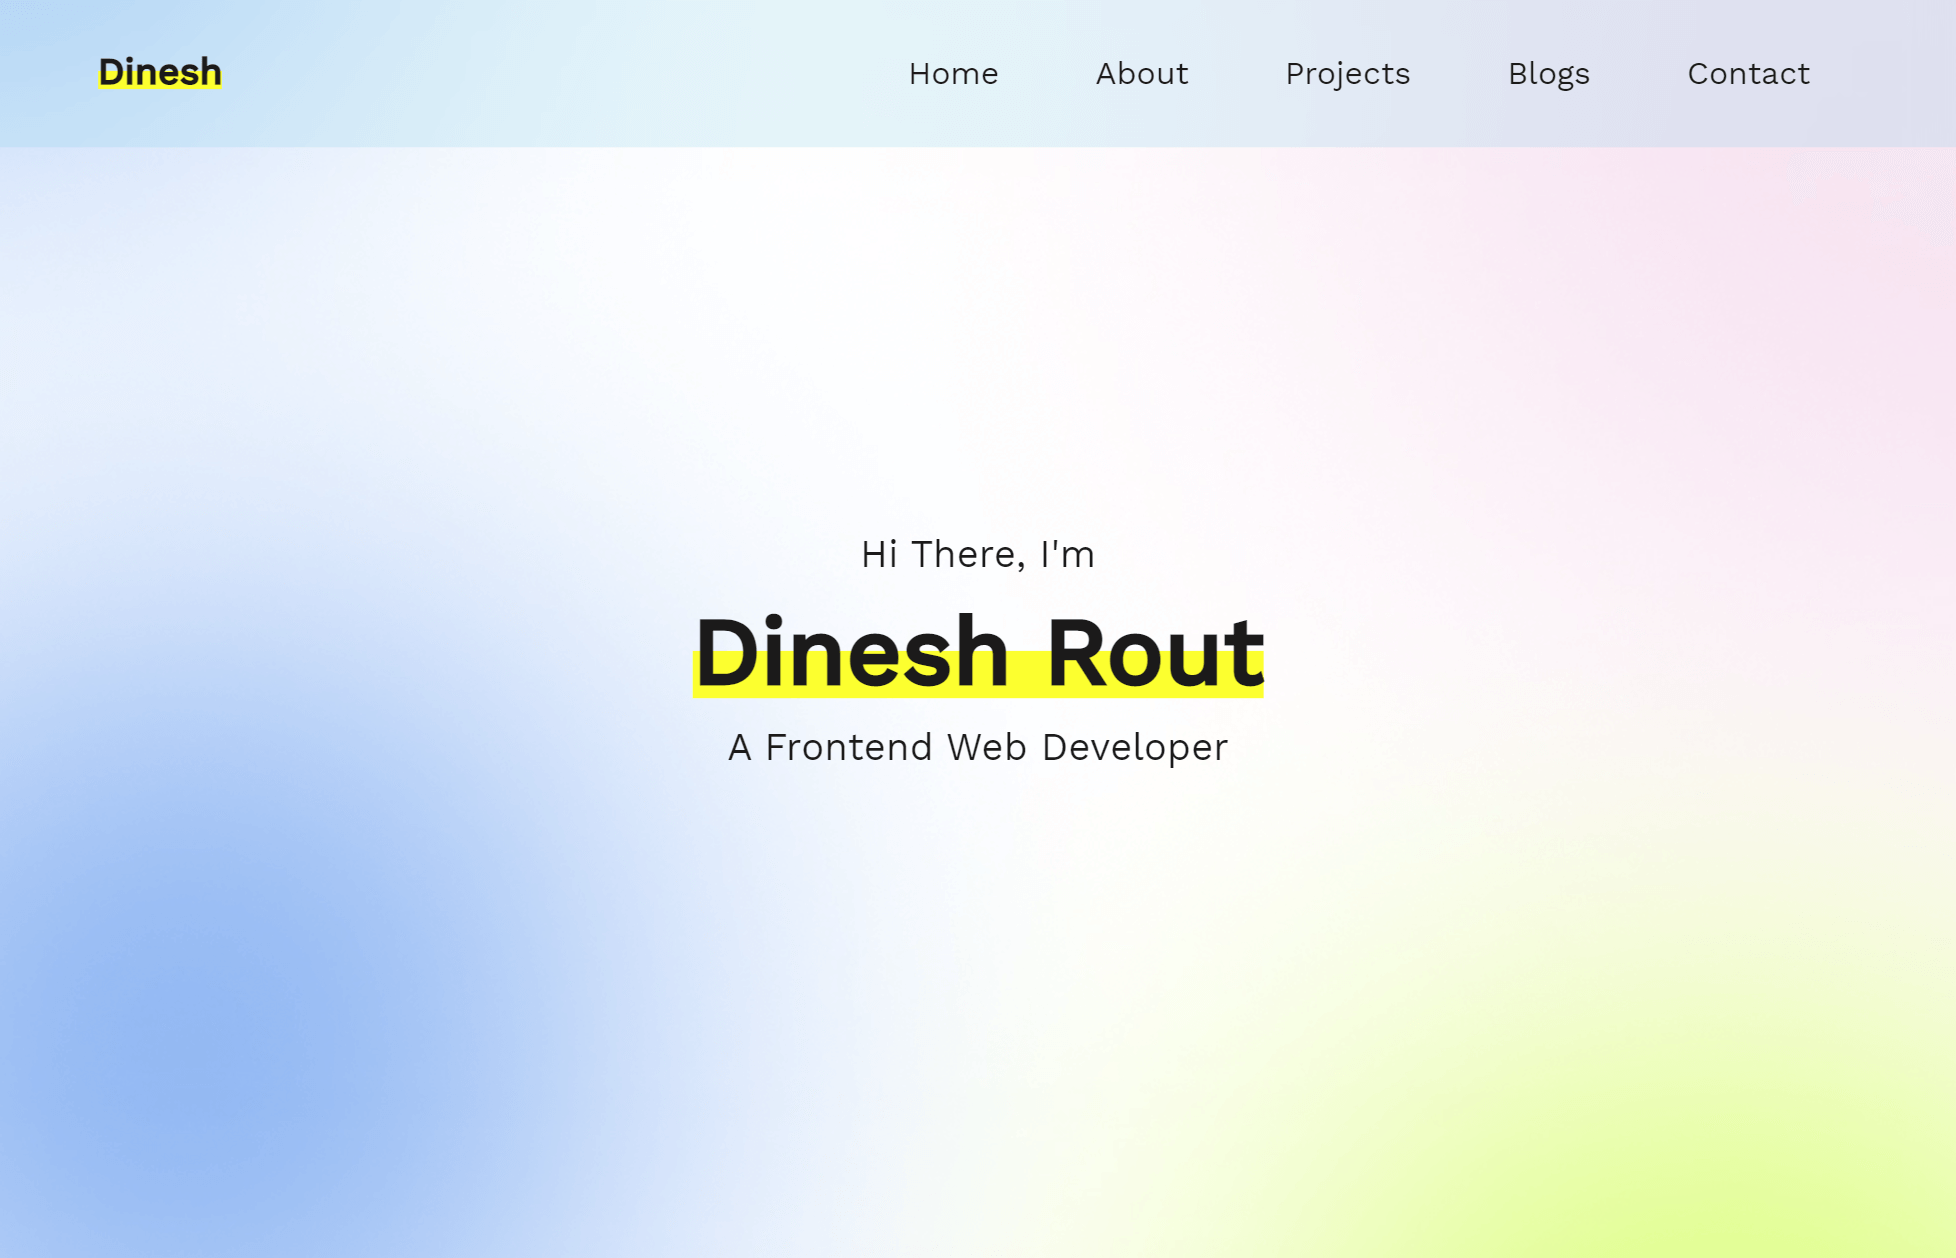 Dinesh Home About Projects Blogs Contact
Hi There, I'm
Dinesh Rout
A Frontend Web Developer